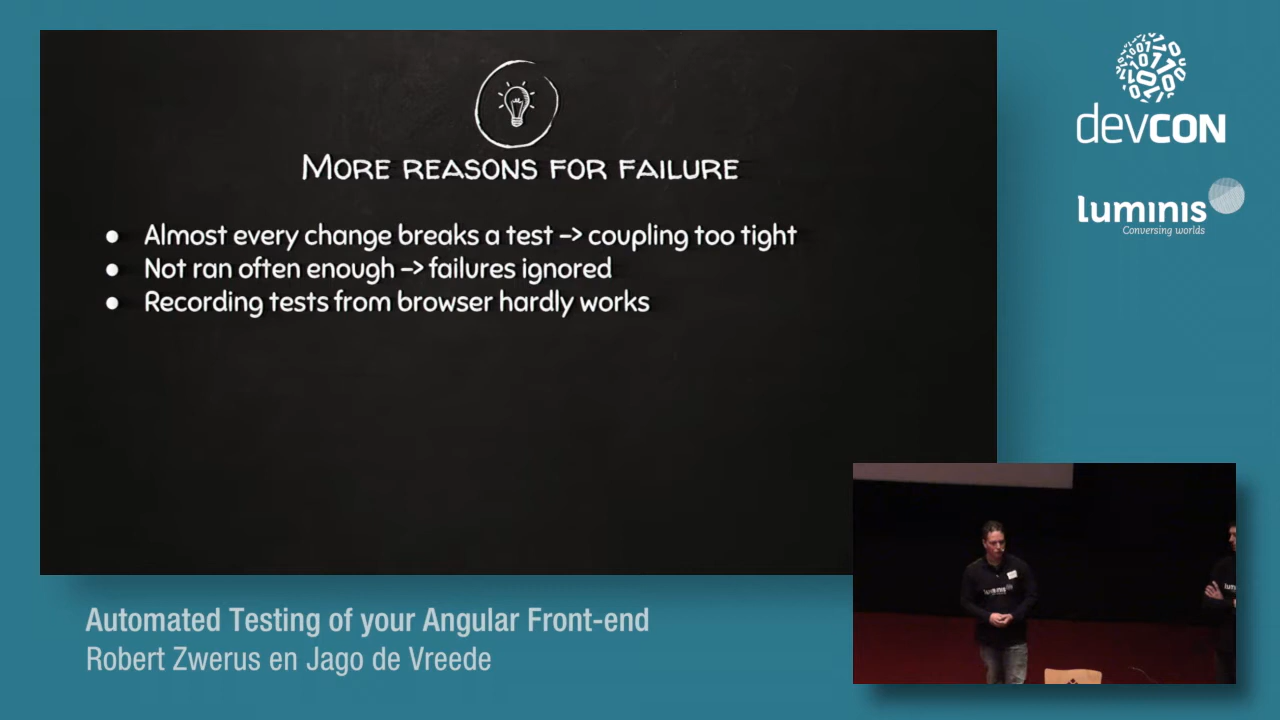 More reasons for failure
● Almost every change breaks a test -> coupling too tight
● Not ran often enough -> failures ignored
● Recording tests from browser hardly works
devCON
luminis
Conversing worlds
luminis
Automated Testing of your Angular Front-end
Robert Zwerus en Jago de Vreede